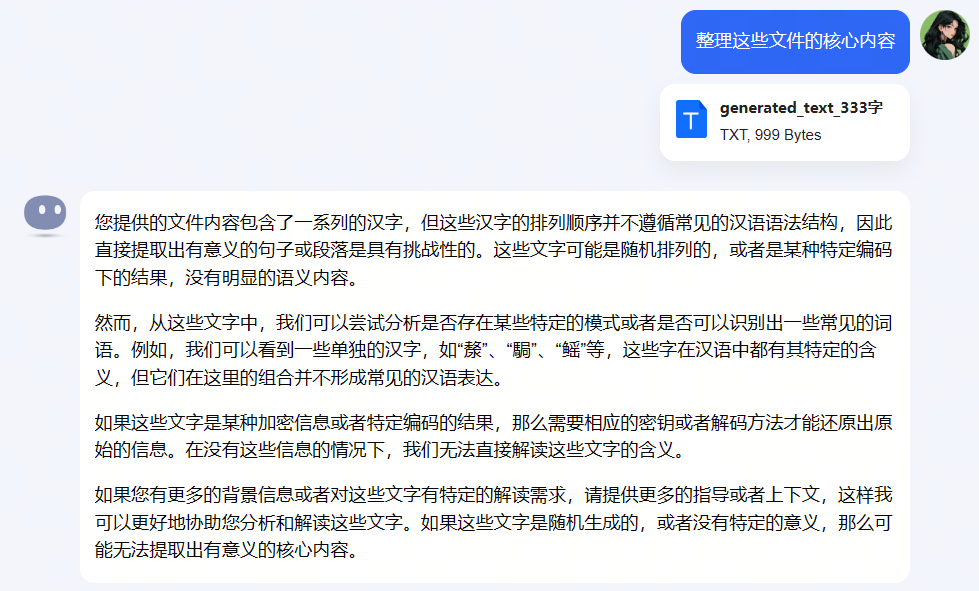 整理这些文件的核心内容
generated_text_333字
TXT, 999 Bytes
您提供的文件内容包含了一系列的汉字，但这些汉字的排列顺序并不遵循常见的汉语语法结构，因此
直接提取出有意义的句子或段落是具有挑战性的。这些文字可能是随机排列的，或者是某种特定编码
下的结果，没有明显的语义内容。
然而，从这些文字中，我们可以尝试分析是否存在某些特定的模式或者是否可以识别出一些常见的词
语。例如，我们可以看到一些单独的汉字，如“漦”、“騆”、“鳐”等，这些字在汉语中都有其特定的含
义，但它们在这里的组合并不形成常见的汉语表达。
如果这些文字是某种加密信息或者特定编码的结果，那么需要相应的密钥或者解码方法才能还原出原
始的信息。在没有这些信息的情况下，我们无法直接解读这些文字的含义。
如果您有更多的背景信息或者对这些文字有特定的解读需求，请提供更多的指导或者上下文，这样我
可以更好地协助您分析和解读这些文字。如果这些文字是随机生成的，或者没有特定的意义，那么可
能无法提取出有意义的核心内容。